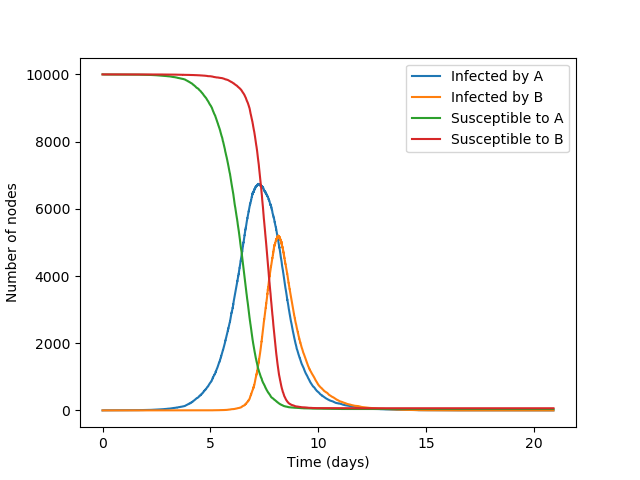 Infected by A
Infected by B
Susceptible to A
Susceptible to B
Number of nodes
10000
8000
6000
4000
2000
0
0 5 10 15 20
Time (days)